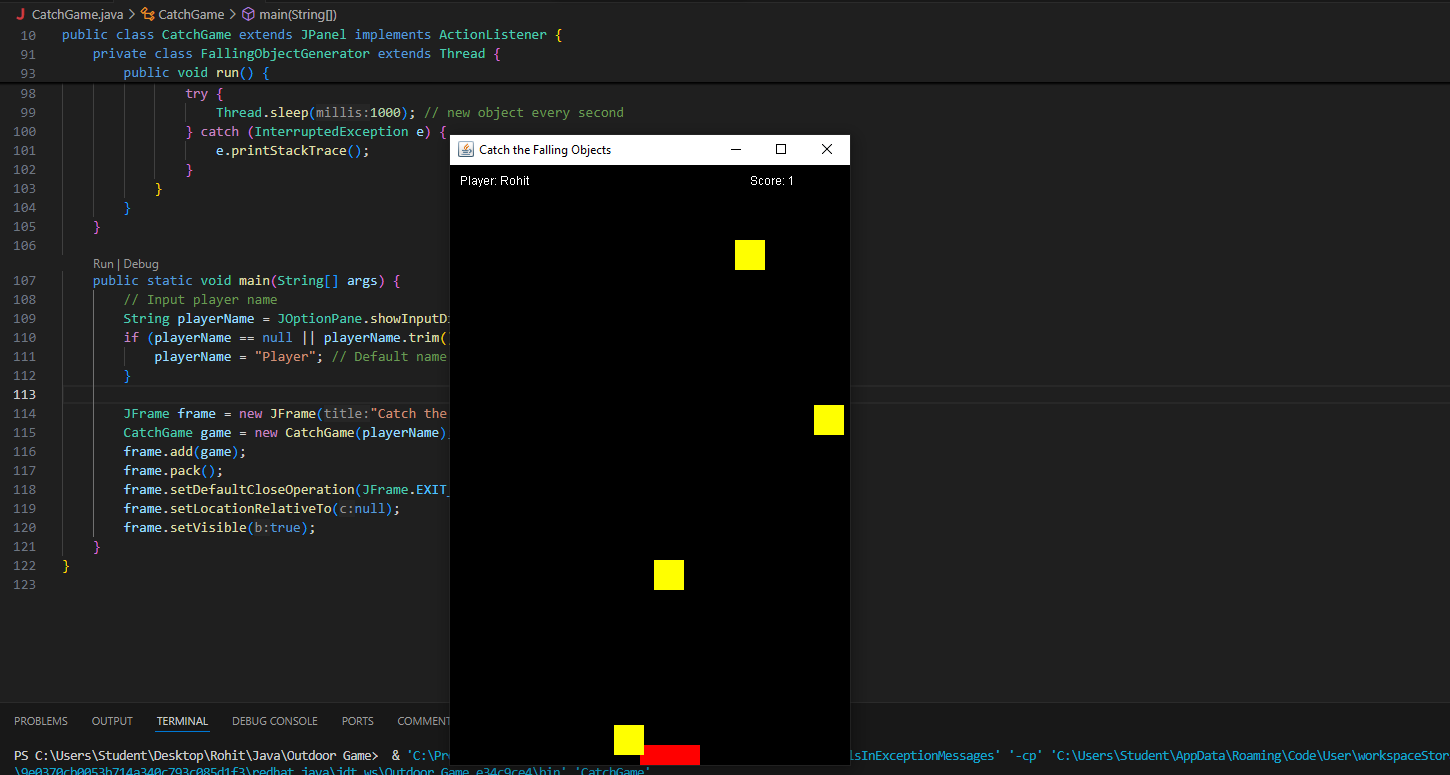 CatchGame.java > CatchGame > main(String[])
10 public class CatchGame extends JPanel implements ActionListener {
91 private class FallingObjectGenerator extends Thread {
93 public void run() {
98 try {
99 Thread.sleep(millis:1000); // new object every second
100 } catch (InterruptedException e) {
101 e.printStackTrace();
102 }
103 }
104 }
105 }
106
Run | Debug
107 public static void main(String[] args) {
108 // Input player name
109 String playerName = JOptionPane.showInputDi
110 if (playerName == null || playerName.trim()
111 playerName = "Player"; // Default name
112 }
113
114 JFrame frame = new JFrame(title:"Catch the
115 CatchGame game = new CatchGame(playerName)
116 frame.add(game);
117 frame.pack();
118 frame.setDefaultCloseOperation(JFrame.EXIT_
119 frame.setLocationRelativeTo(c:null);
120 frame.setVisible(b:true);
121 }
122 }
123
Catch the Falling Objects
Player: Rohit Score: 1
PROBLEMS OUTPUT TERMINAL DEBUG CONSOLE PORTS COMMENT
PS C:\Users\Student\Desktop\Rohit\Java\Outdoor Game> & 'C:\Pr lsInExceptionMessages' '-cp' 'C:\Users\Student\AppData\Roaming\Code\User\workspaceStor
\9e0370cb0053b714a340c793c085d1f3\redhat.java\jdt_ws\Outdoor Game_e34c9ce4\bin' 'CatchGame'